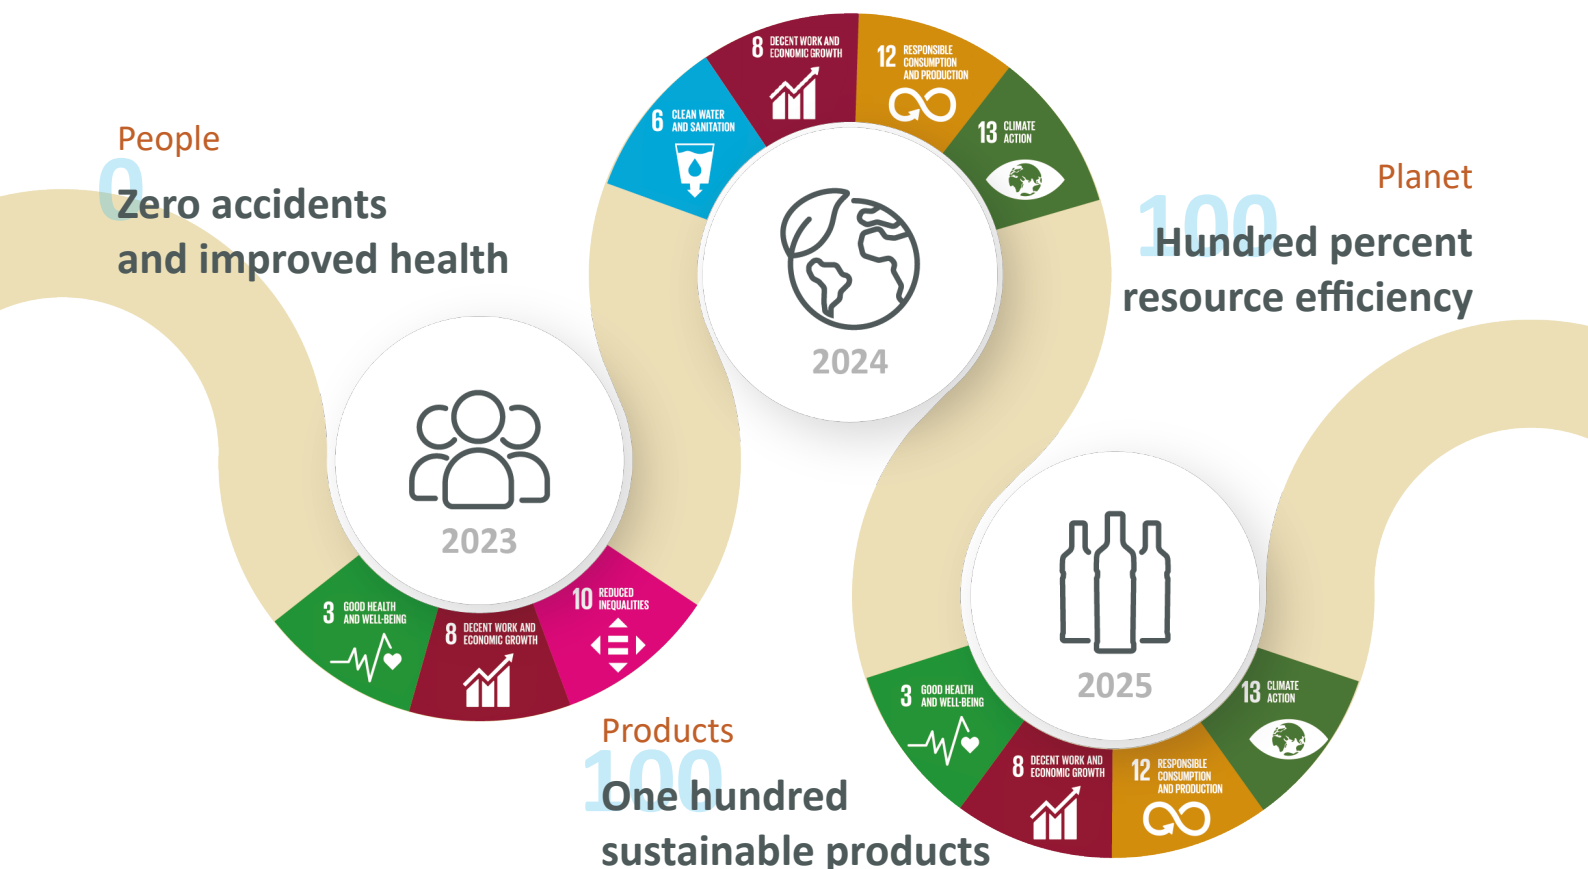 People
0
Zero accidents
and improved health
3 GOOD HEALTH
AND WELL-BEING
8 DECENT WORK AND
ECONOMIC GROWTH
10 REDUCED
INEQUALITIES
2023
6 CLEAN WATER
AND SANITATION
8 DECENT WORK AND
ECONOMIC GROWTH
12 RESPONSIBLE
CONSUMPTION
AND PRODUCTION
13 CLIMATE
ACTION
2024
Planet
100
Hundred percent
resource efficiency
Products
100
One hundred
sustainable products
2025
3 GOOD HEALTH
AND WELL-BEING
8 DECENT WORK AND
ECONOMIC GROWTH
12 RESPONSIBLE
CONSUMPTION
AND PRODUCTION
13 CLIMATE
ACTION